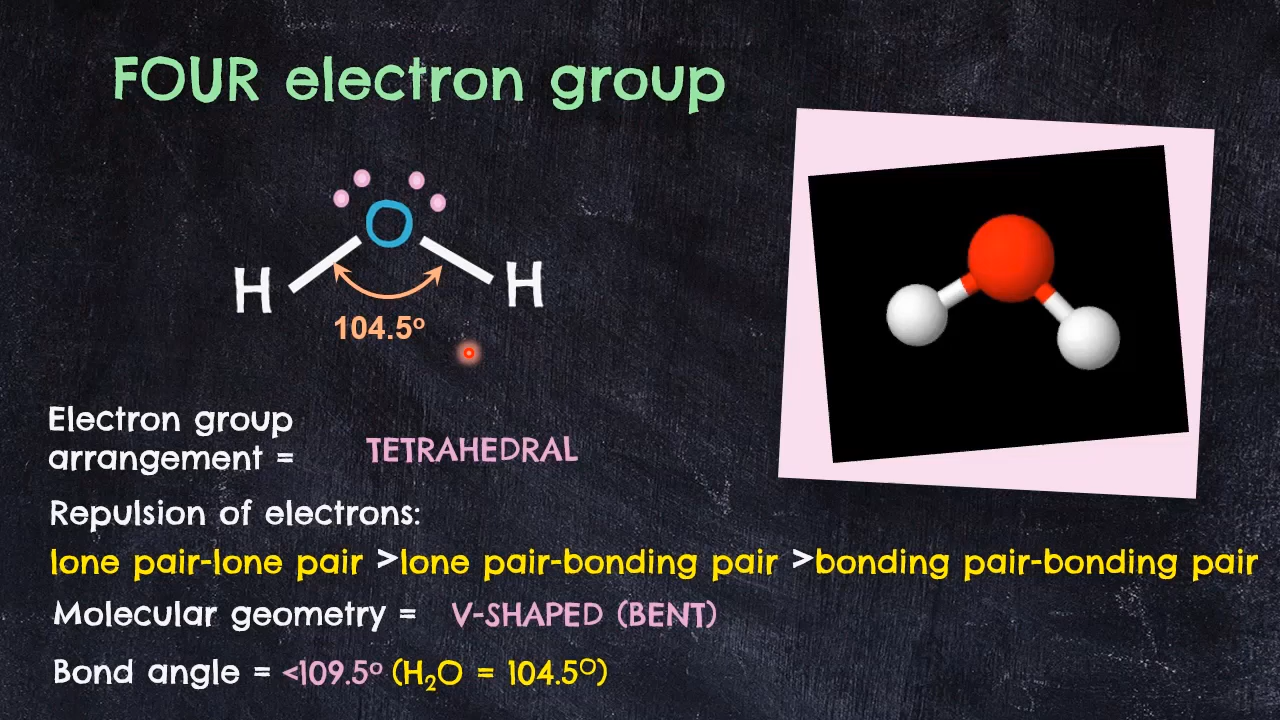 FOUR electron group
O
H
H
104.5º
Electron group
arrangement =
TETRAHEDRAL
Repulsion of electrons:
lone pair-lone pair >lone pair-bonding pair >bonding pair-bonding pair
Molecular geometry = V-SHAPED (BENT)
Bond angle = <109.5º (H₂O = 104.5º)